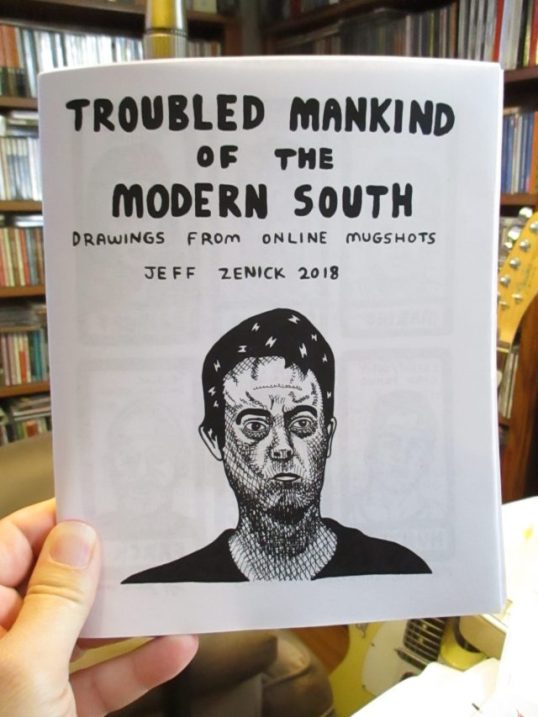 TROUBLED MANKIND
OF THE
MODERN SOUTH
DRAWINGS FROM ONLINE MUGSHOTS
JEFF ZENICK 2018